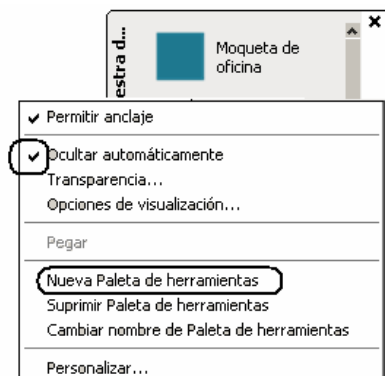 estra d...
Moqueta de
oficina
Permitir anclaje
Ocultar automáticamente
Transparencia...
Opciones de visualización...
Pegar
Nueva Paleta de herramientas
Suprimir Paleta de herramientas
Cambiar nombre de Paleta de herramientas
Personalizar...